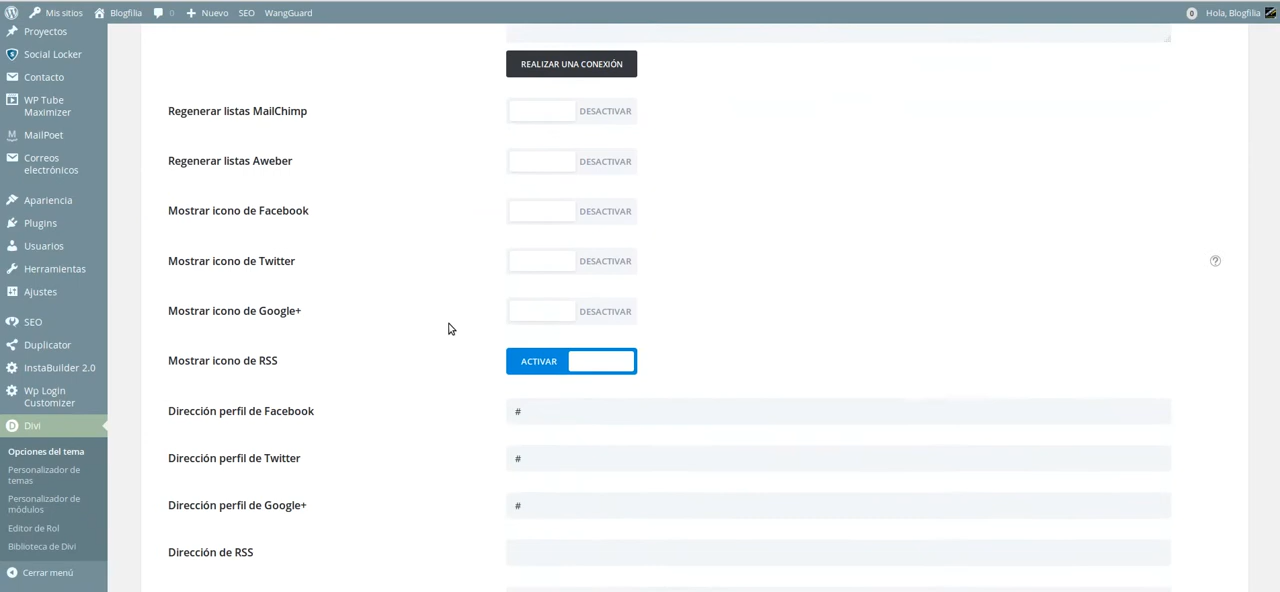 Mis sitios
Blogfilia
0
Nuevo
SEO
WangGuard
0
Hola, Blogfilia
Proyectos
Social Locker
Contacto
WP Tube
Maximizer
MailPoet
Correos
electrónicos
Apariencia
Plugins
Usuarios
Herramientas
Ajustes
SEO
Duplicator
InstaBuilder 2.0
Wp Login
Customizer
Divi
Opciones del tema
Personalizador de
temas
Personalizador de
módulos
Editor de Rol
Biblioteca de Divi
Cerrar menú
REALIZAR UNA CONEXIÓN
Regenerar listas MailChimp
DESACTIVAR
Regenerar listas Aweber
DESACTIVAR
Mostrar icono de Facebook
DESACTIVAR
Mostrar icono de Twitter
DESACTIVAR
?
Mostrar icono de Google+
DESACTIVAR
Mostrar icono de RSS
ACTIVAR
Dirección perfil de Facebook
#
Dirección perfil de Twitter
#
Dirección perfil de Google+
#
Dirección de RSS